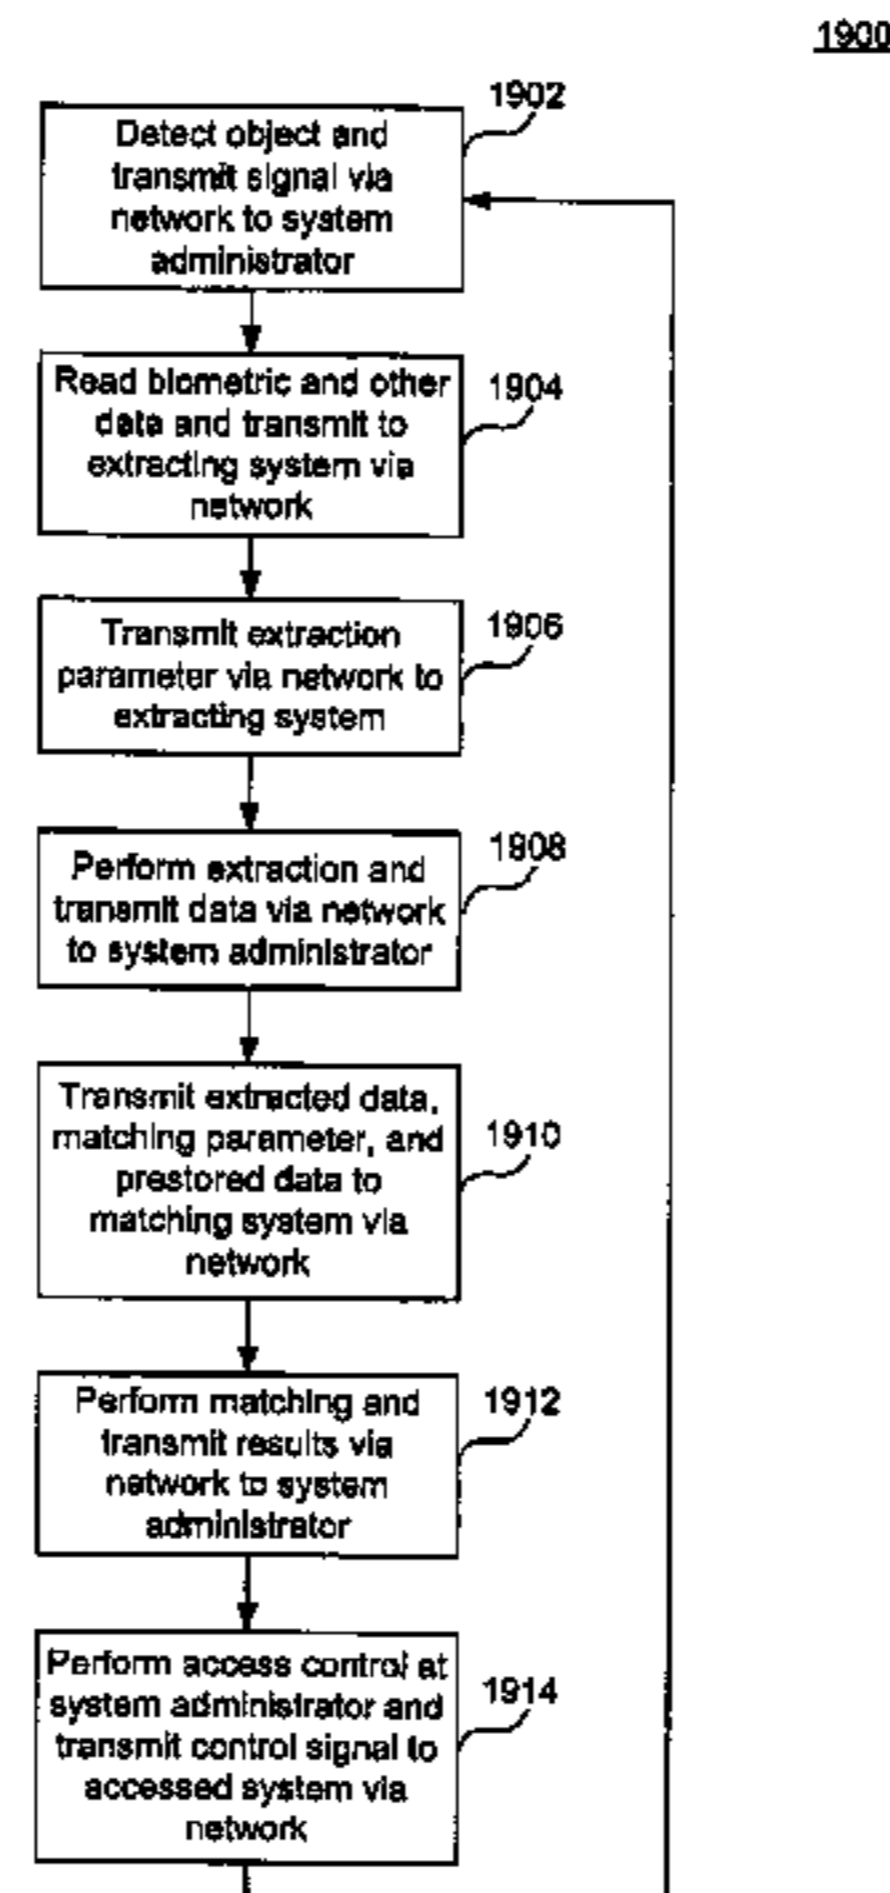 1900
1902
Detect object and
transmit signal via
network to system
administrator
1904
Read biometric and other
data and transmit to
extracting system via
network
1906
Transmit extraction
parameter via network to
extracting system
1908
Perform extraction and
transmit data via network
to system administrator
1910
Transmit extracted data,
matching parameter, and
prestored data to
matching system via
network
1912
Perform matching and
transmit results via
network to system
administrator
1914
Perform access control at
system administrator and
transmit control signal to
accessed system via
network